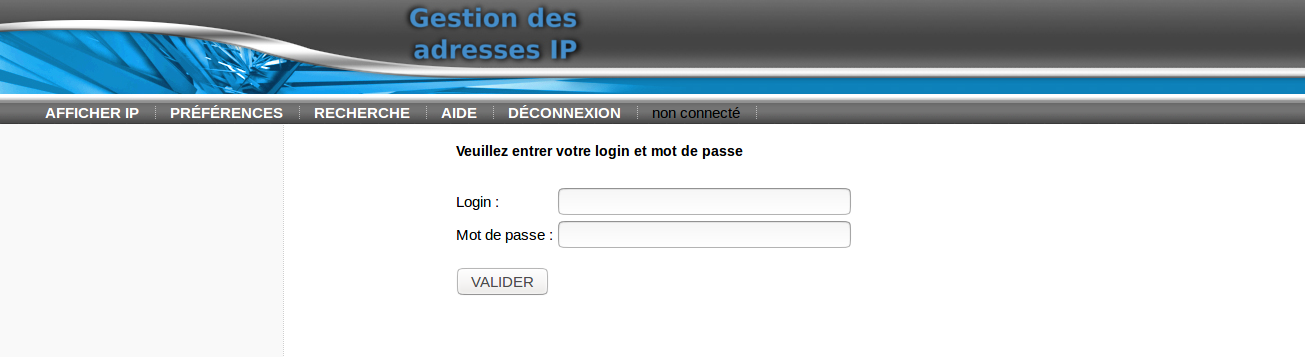 Gestion des
adresses IP
AFFICHER IP PRÉFÉRENCES RECHERCHE AIDE DÉCONNEXION non connecté
Veuillez entrer votre login et mot de passe
Login :
Mot de passe :
VALIDER